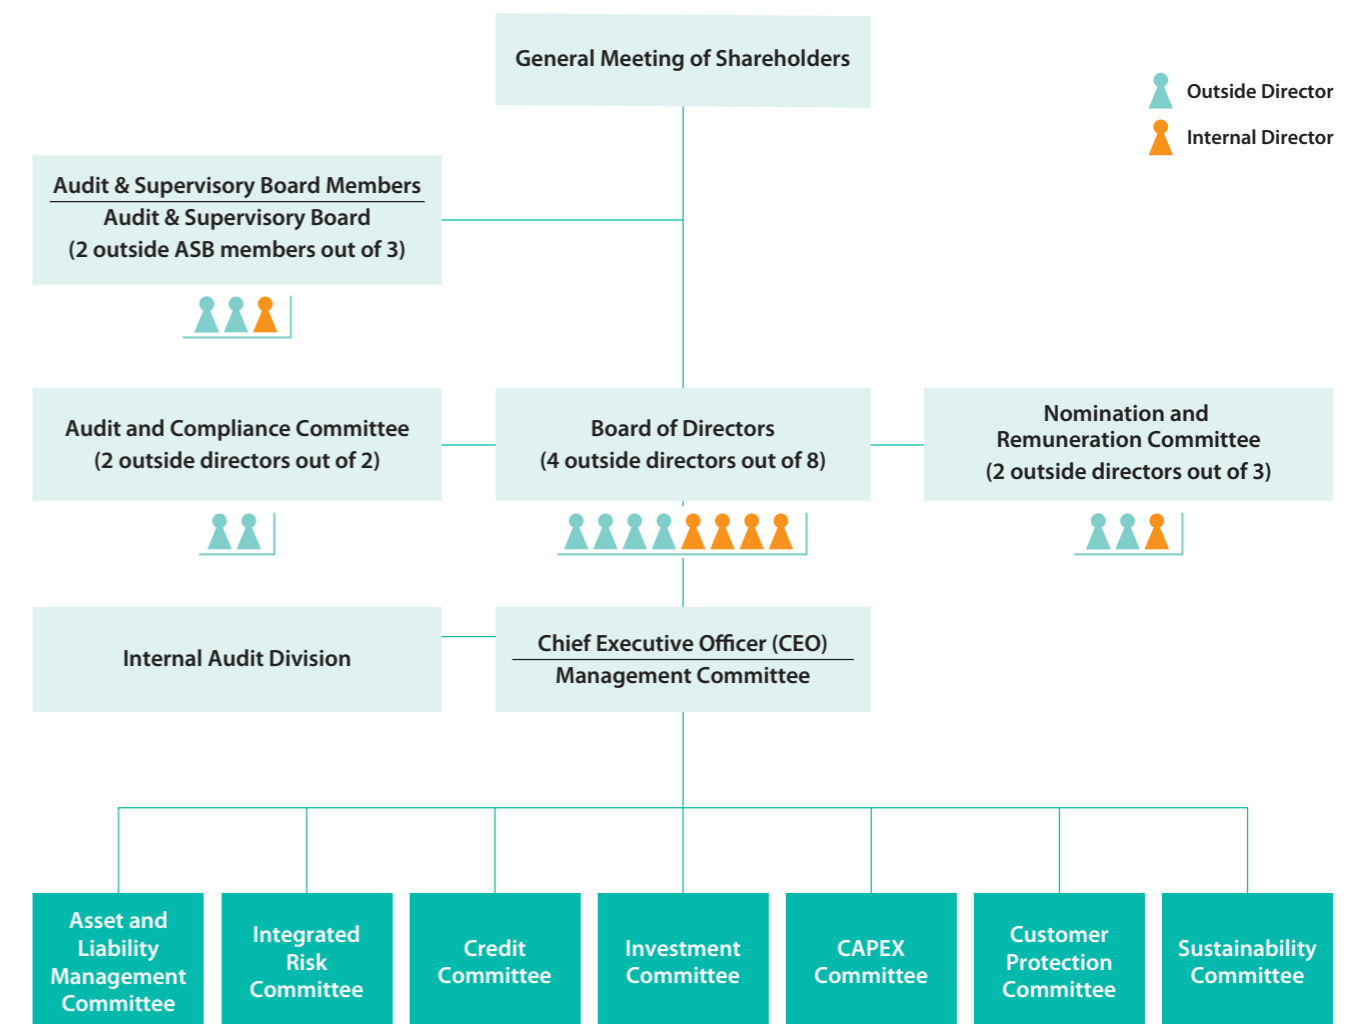 General Meeting of Shareholders
Outside Director
Internal Director
Audit & Supervisory Board Members
Audit & Supervisory Board
(2 outside ASB members out of 3)
Audit and Compliance Committee
(2 outside directors out of 2)
Board of Directors
(4 outside directors out of 8)
Nomination and
Remuneration Committee
(2 outside directors out of 3)
Internal Audit Division
Chief Executive Officer (CEO)
Management Committee
Asset and
Liability
Management
Committee
Integrated
Risk
Committee
Credit
Committee
Investment
Committee
CAPEX
Committee
Customer
Protection
Committee
Sustainability
Committee